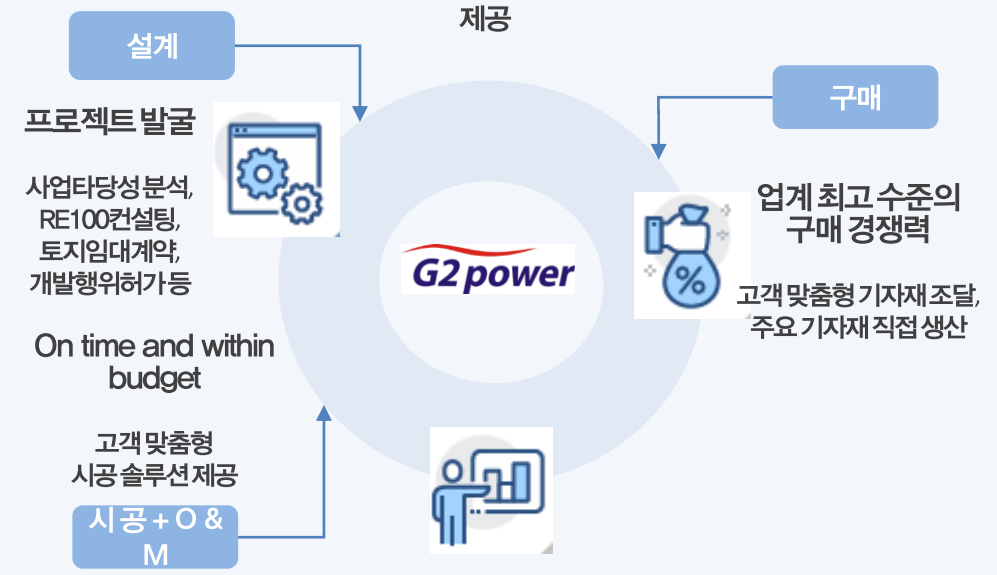 제공
설계
프로젝트 발굴
사업타당성 분석,
RE100컨설팅,
토지임대계약,
개발행위허가 등
구매
업계 최고 수준의
구매 경쟁력
고객 맞춤형 기자재 조달,
주요 기자재 직접 생산
G2power
%
On time and within
budget
고객 맞춤형
시공 솔루션 제공
시공 + O &
M